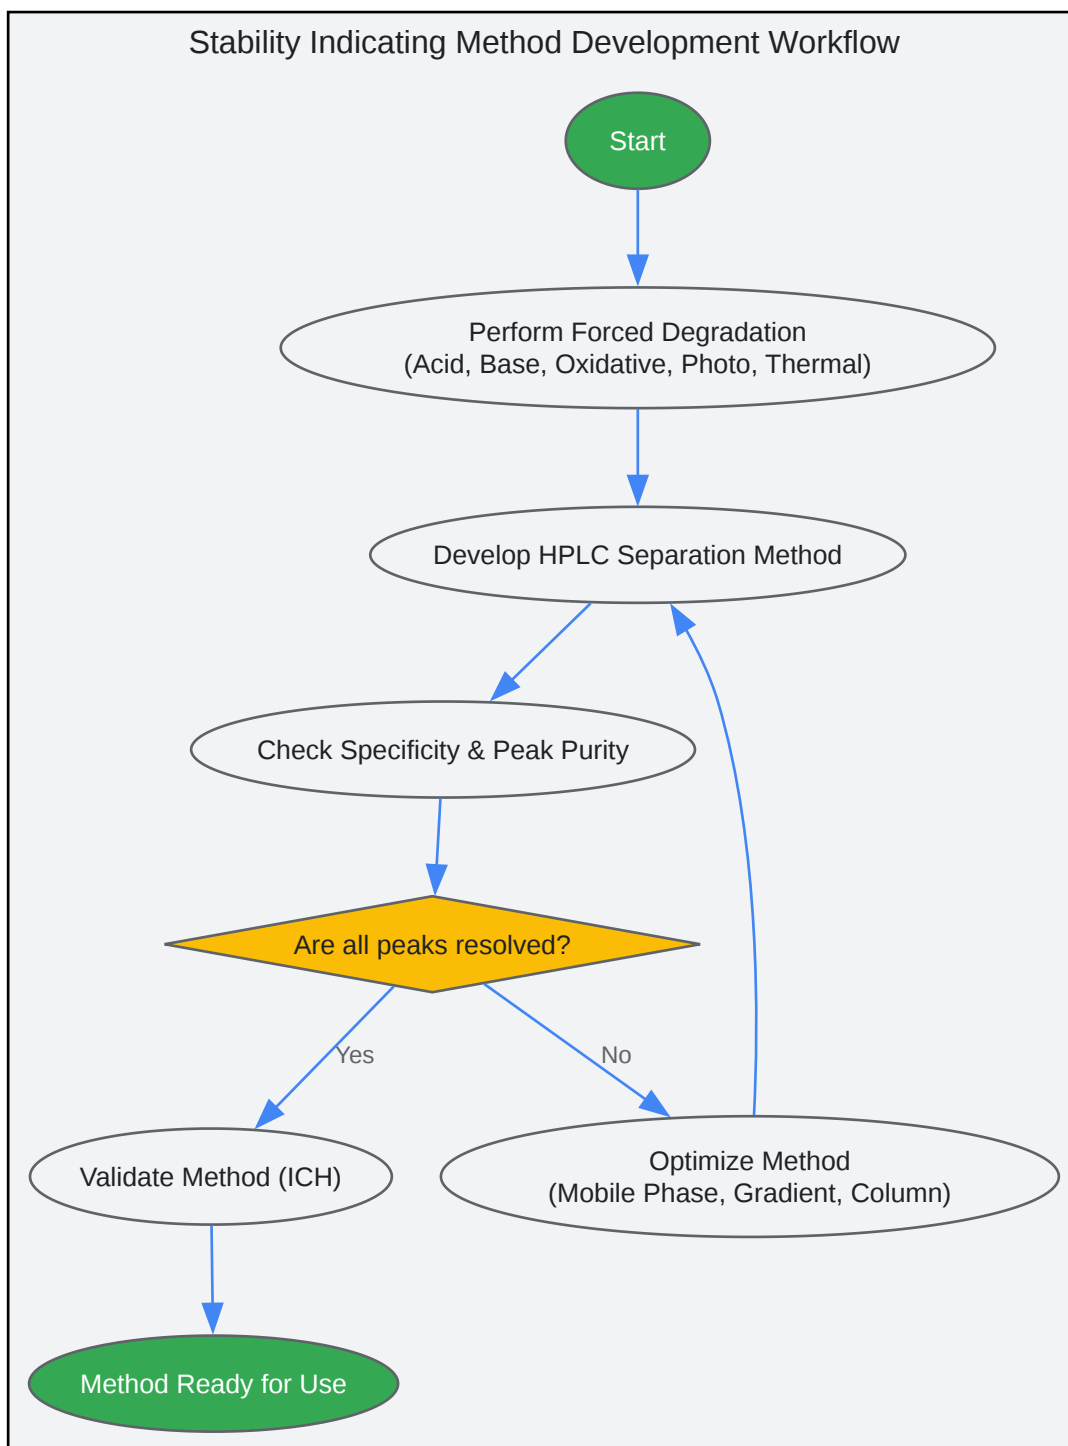 Stability Indicating Method Development Workflow
Start
Perform Forced Degradation
(Acid, Base, Oxidative, Photo, Thermal)
Develop HPLC Separation Method
Check Specificity & Peak Purity
Are all peaks resolved?
Yes
No
Validate Method (ICH)
Optimize Method
(Mobile Phase, Gradient, Column)
Method Ready for Use